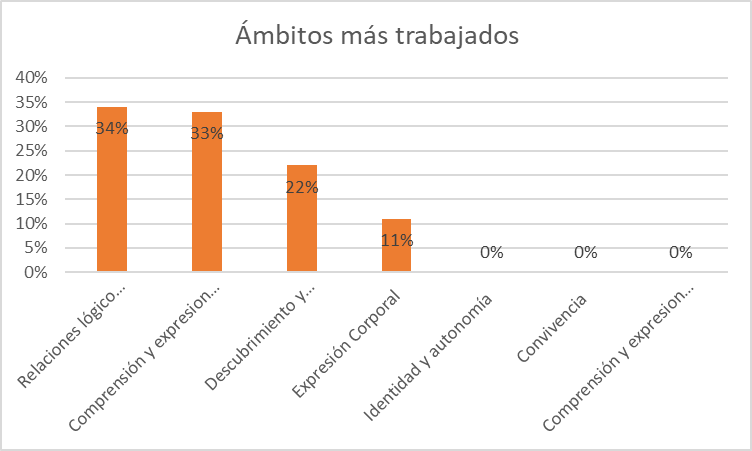 Ámbitos más trabajados
40%
35%
30%
25%
20%
15%
10%
5%
0%
34%
33%
22%
11%
0%
0%
0%
Relaciones lógico...
Comprensión y expresion...
Descubrimiento y...
Expresión Corporal
Identidad y autonomía
Convivencia
Comprensión y expresion...